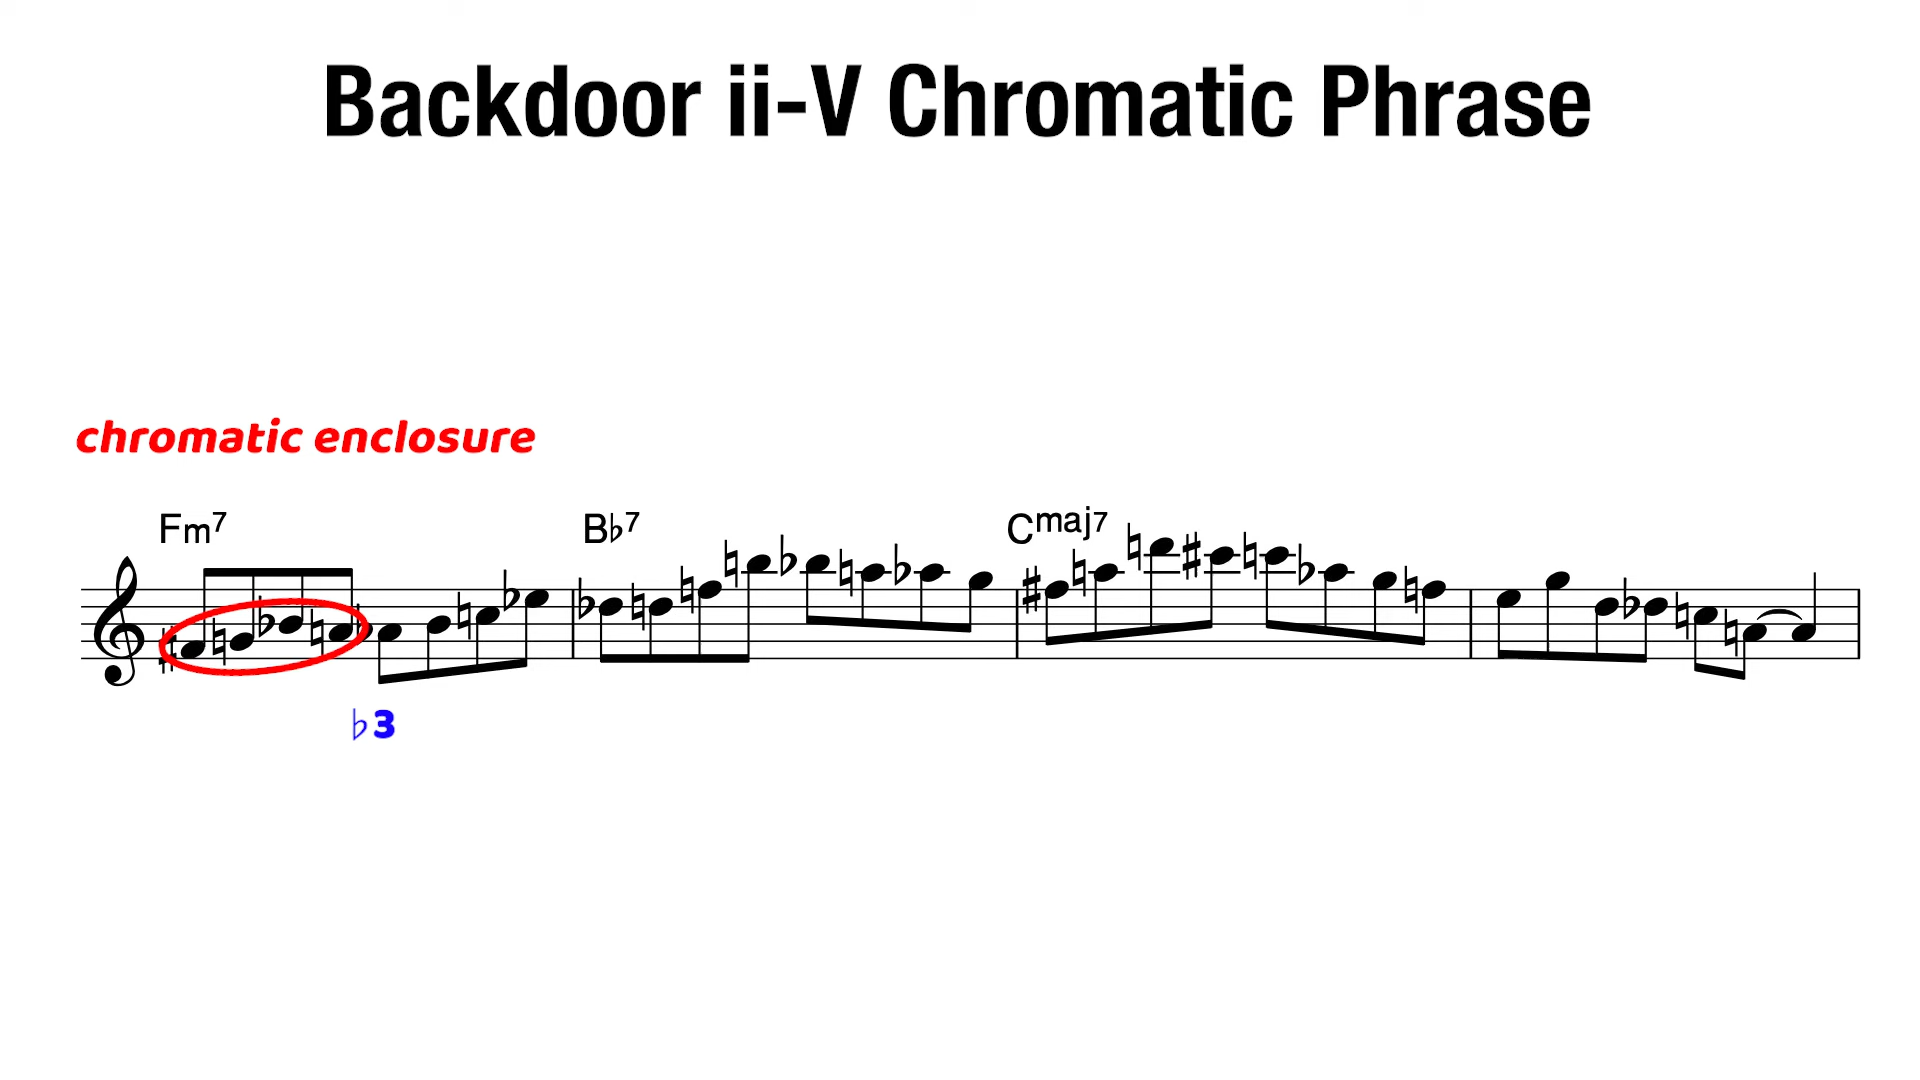 Backdoor ii-V Chromatic Phrase
chromatic enclosure
Fm7 B♭7 Cmaj7
♭3